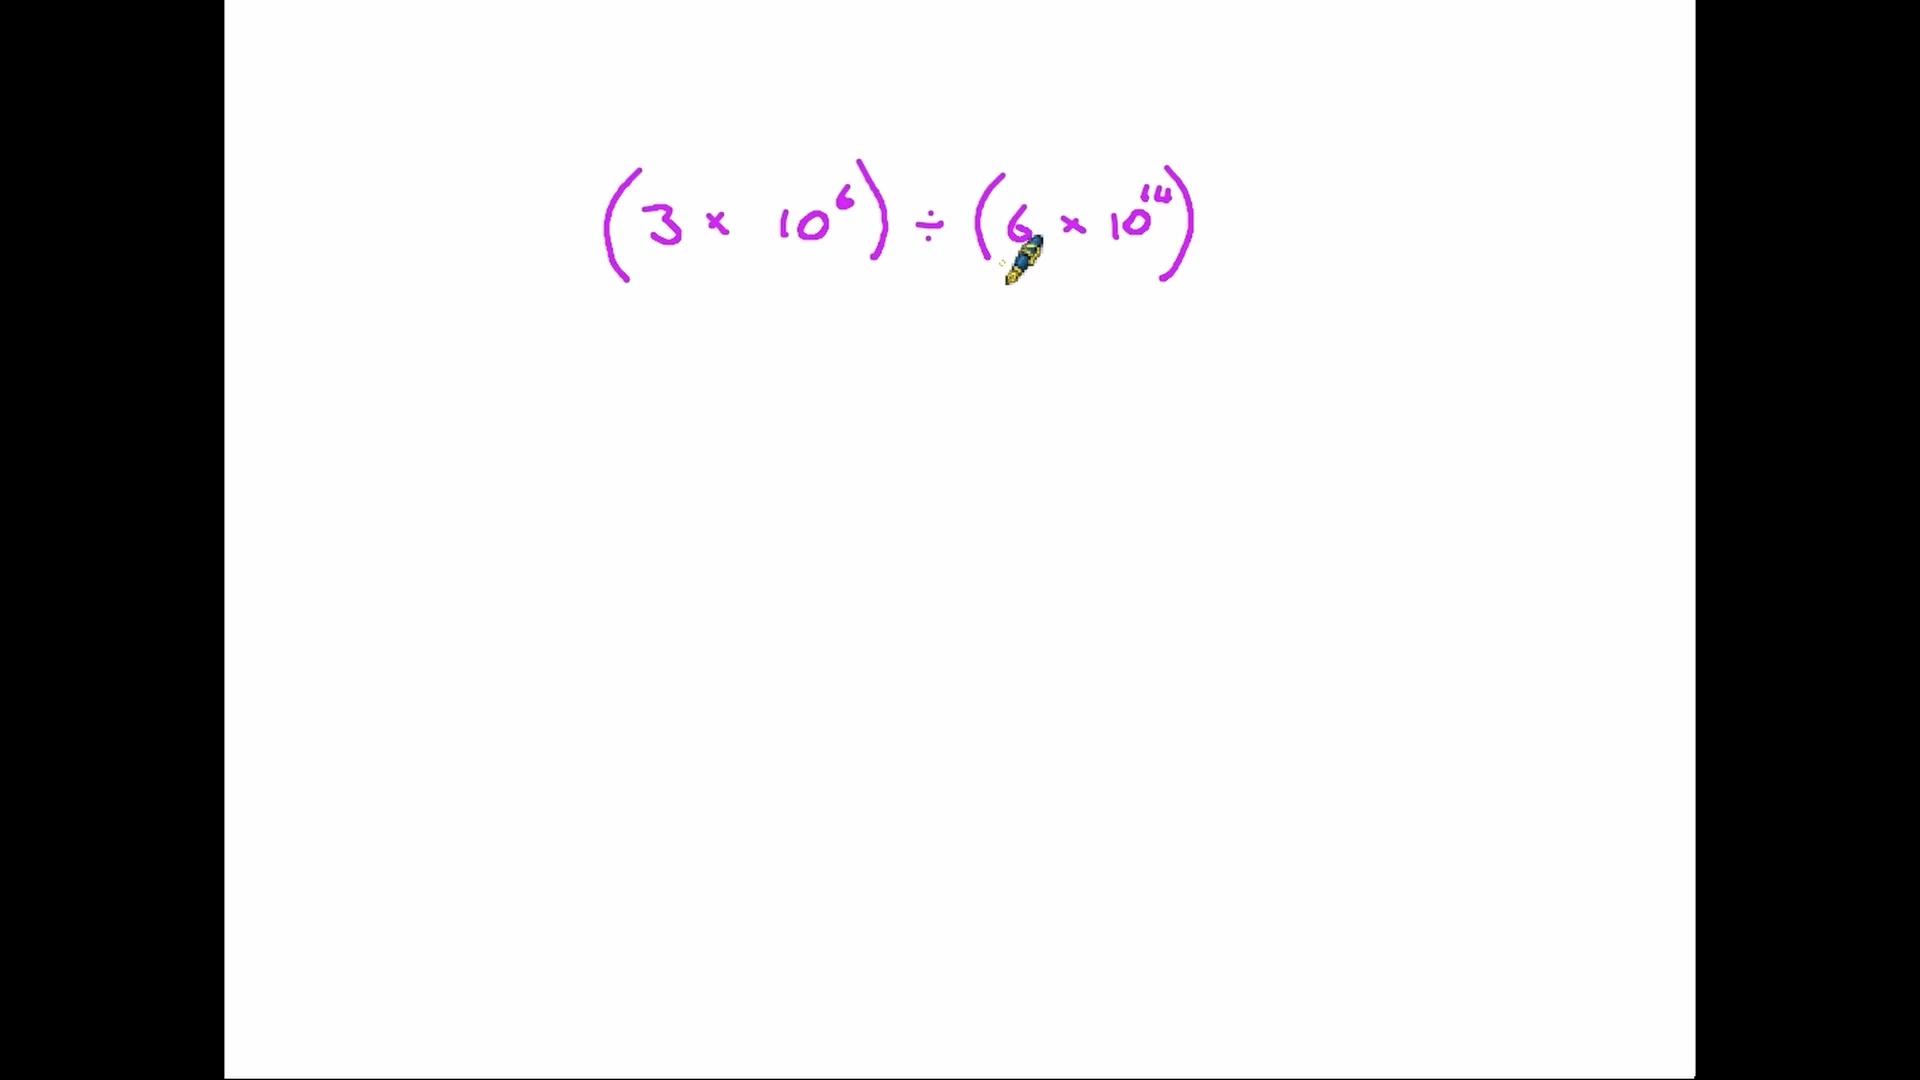 (3 × 10⁶) ÷ (6 × 10¹⁴)